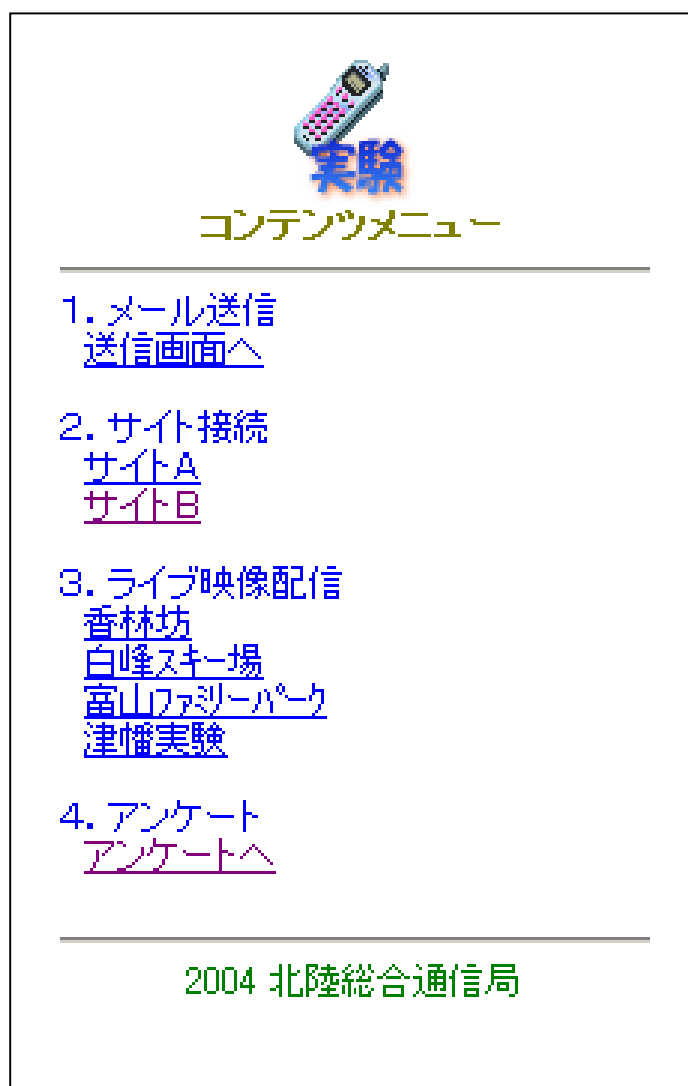 実験
コンテンツメニュー
1. メール送信
送信画面へ
2. サイト接続
サイトA
サイトB
3. ライブ映像配信
香林坊
白峰スキー場
富山ファミリーパーク
津幡実験
4. アンケート
アンケートへ
2004 北陸総合通信局